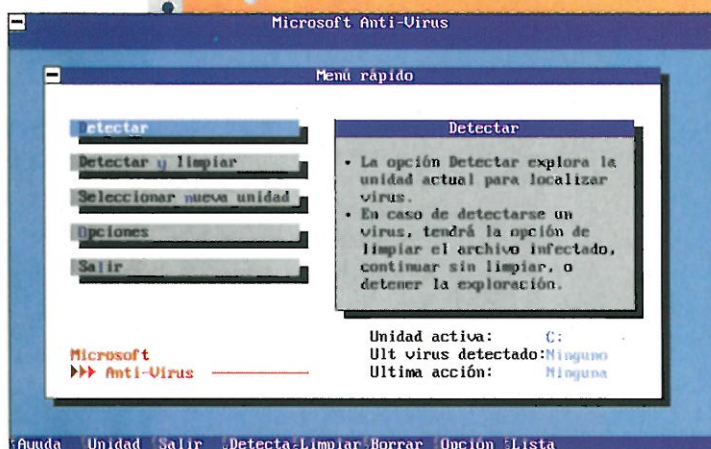 Microsoft Anti-Virus
Menú rápido
Detectar
Detectar y limpiar
Seleccionar nueva unidad
Opciones
Salir
Detectar
• La opción Detectar explora la
unidad actual para localizar
virus.
• En caso de detectarse un
virus, tendrá la opción de
limpiar el archivo infectado,
continuar sin limpiar, o
detener la exploración.
Unidad activa: C:
Ult virus detectado:Ninguno
Ultima acción: Ninguna
Microsoft
Anti-Virus
Ayuda Unidad Salir Detecta Limpiar Borrar Opción Lista